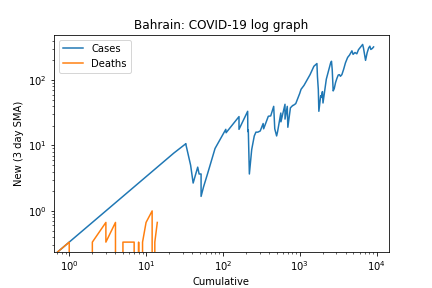 Bahrain: COVID-19 log graph
Cases
Deaths
New (3 day SMA)
10²
10¹
10⁰
10⁰ 10¹ 10² 10³ 10⁴
Cumulative